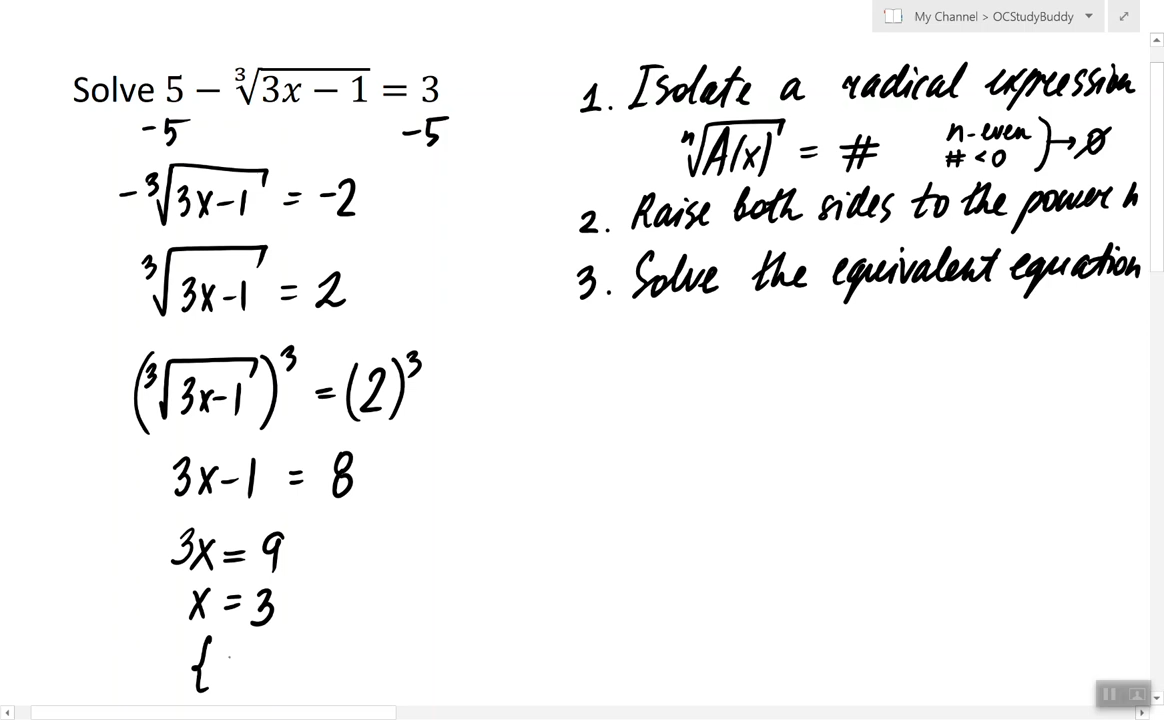 My Channel > OCStudyBuddy
Solve 5 − ∛(3x − 1) = 3
-5 -5
-∛(3x-1) = -2
∛(3x-1) = 2
(∛(3x-1))³ = (2)³
3x-1 = 8
3x = 9
x = 3
{
1. Isolate a radical expression
ⁿ√A(x) = # n-even # < 0 } → ∅
2. Raise both sides to the power n
3. Solve the equivalent equation